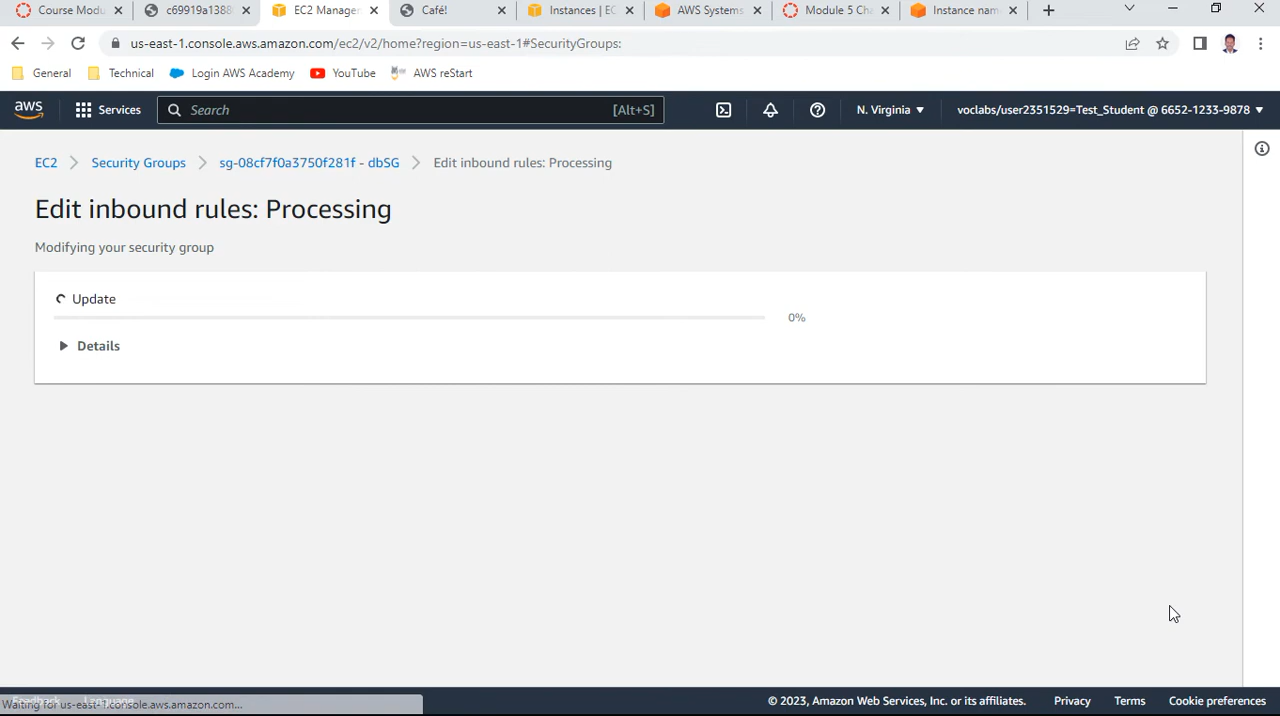 Course Modu
c69919a1388
EC2 Manage
Café!
Instances | EC
AWS Systems
Module 5 Cha
Instance nam
us-east-1.console.aws.amazon.com/ec2/v2/home?region=us-east-1#SecurityGroups:
General
Technical
Login AWS Academy
YouTube
AWS reStart
aws
Services
Search
[Alt+S]
N. Virginia
voclabs/user2351529=Test_Student @ 6652-1233-9878
EC2
Security Groups
sg-08cf7f0a3750f281f - dbSG
Edit inbound rules: Processing
Edit inbound rules: Processing
Modifying your security group
Update
0%
Details
Feedback
Language
Waiting for us-east-1.console.aws.amazon.com...
© 2023, Amazon Web Services, Inc. or its affiliates.
Privacy
Terms
Cookie preferences